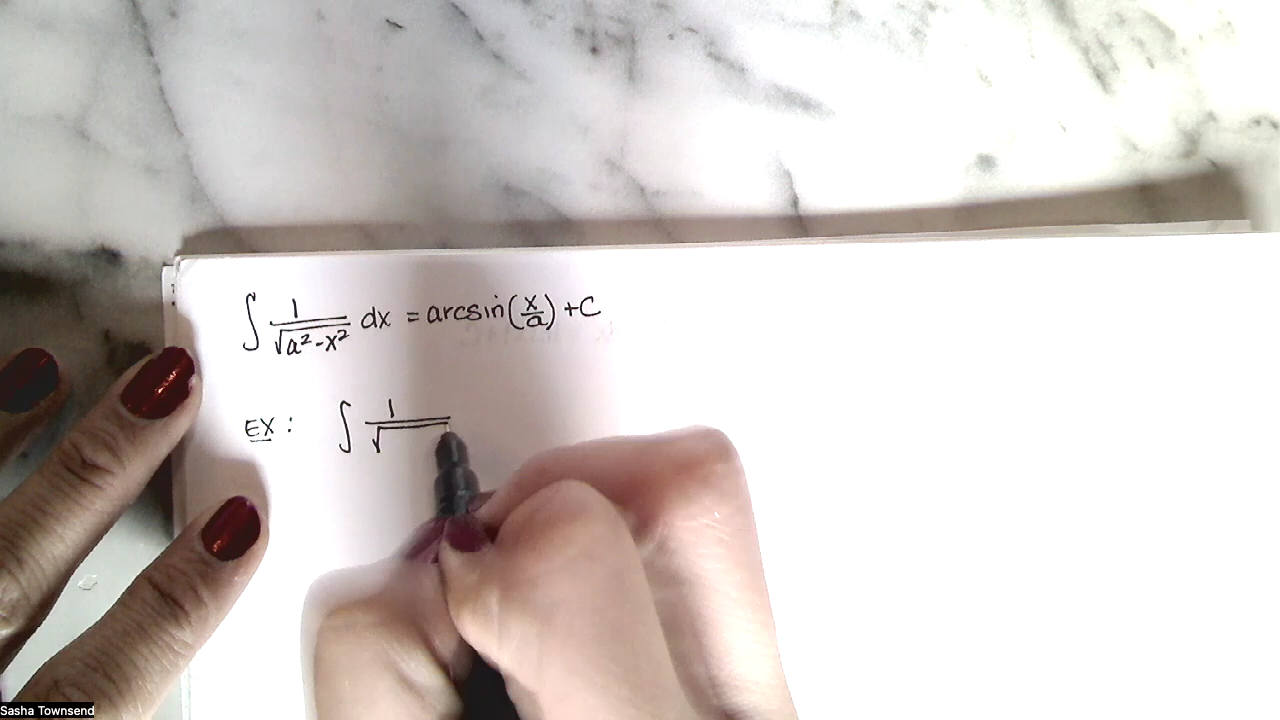 ∫ 1/√(a²-x²) dx = arcsin(x/a) + C
EX: ∫ 1/√
Sasha Townsend